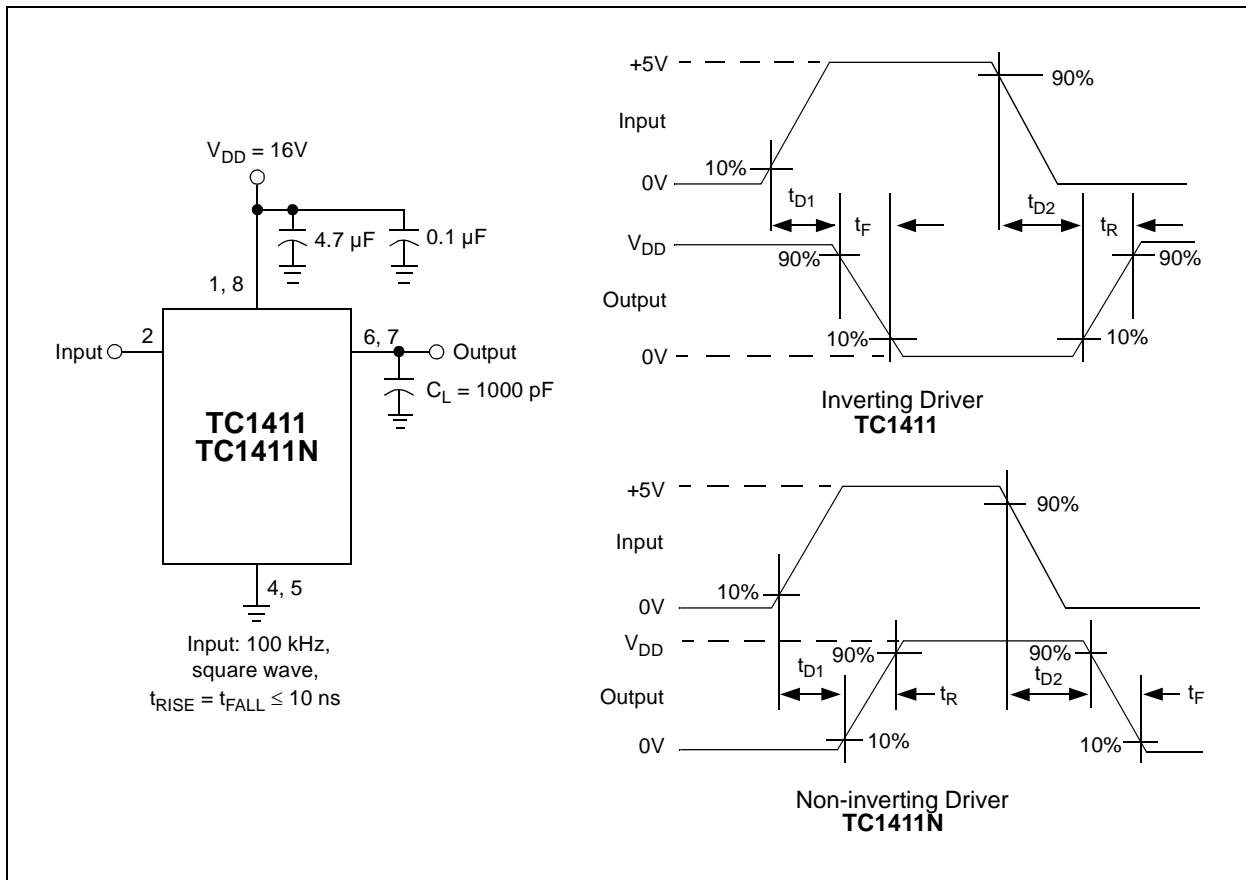 V_DD = 16V
4.7 µF
0.1 µF
1, 8
Input
2
6, 7
Output
C_L = 1000 pF
TC1411
TC1411N
4, 5
Input: 100 kHz,
square wave,
t_RISE = t_FALL ≤ 10 ns
+5V
Input
0V
10%
90%
t_D1
t_F
t_D2
t_R
V_DD
90%
90%
Output
10%
10%
0V
Inverting Driver
TC1411
+5V
Input
10%
90%
0V
V_DD
t_D1
90%
t_R
t_D2
90%
t_F
Output
10%
10%
0V
Non-inverting Driver
TC1411N